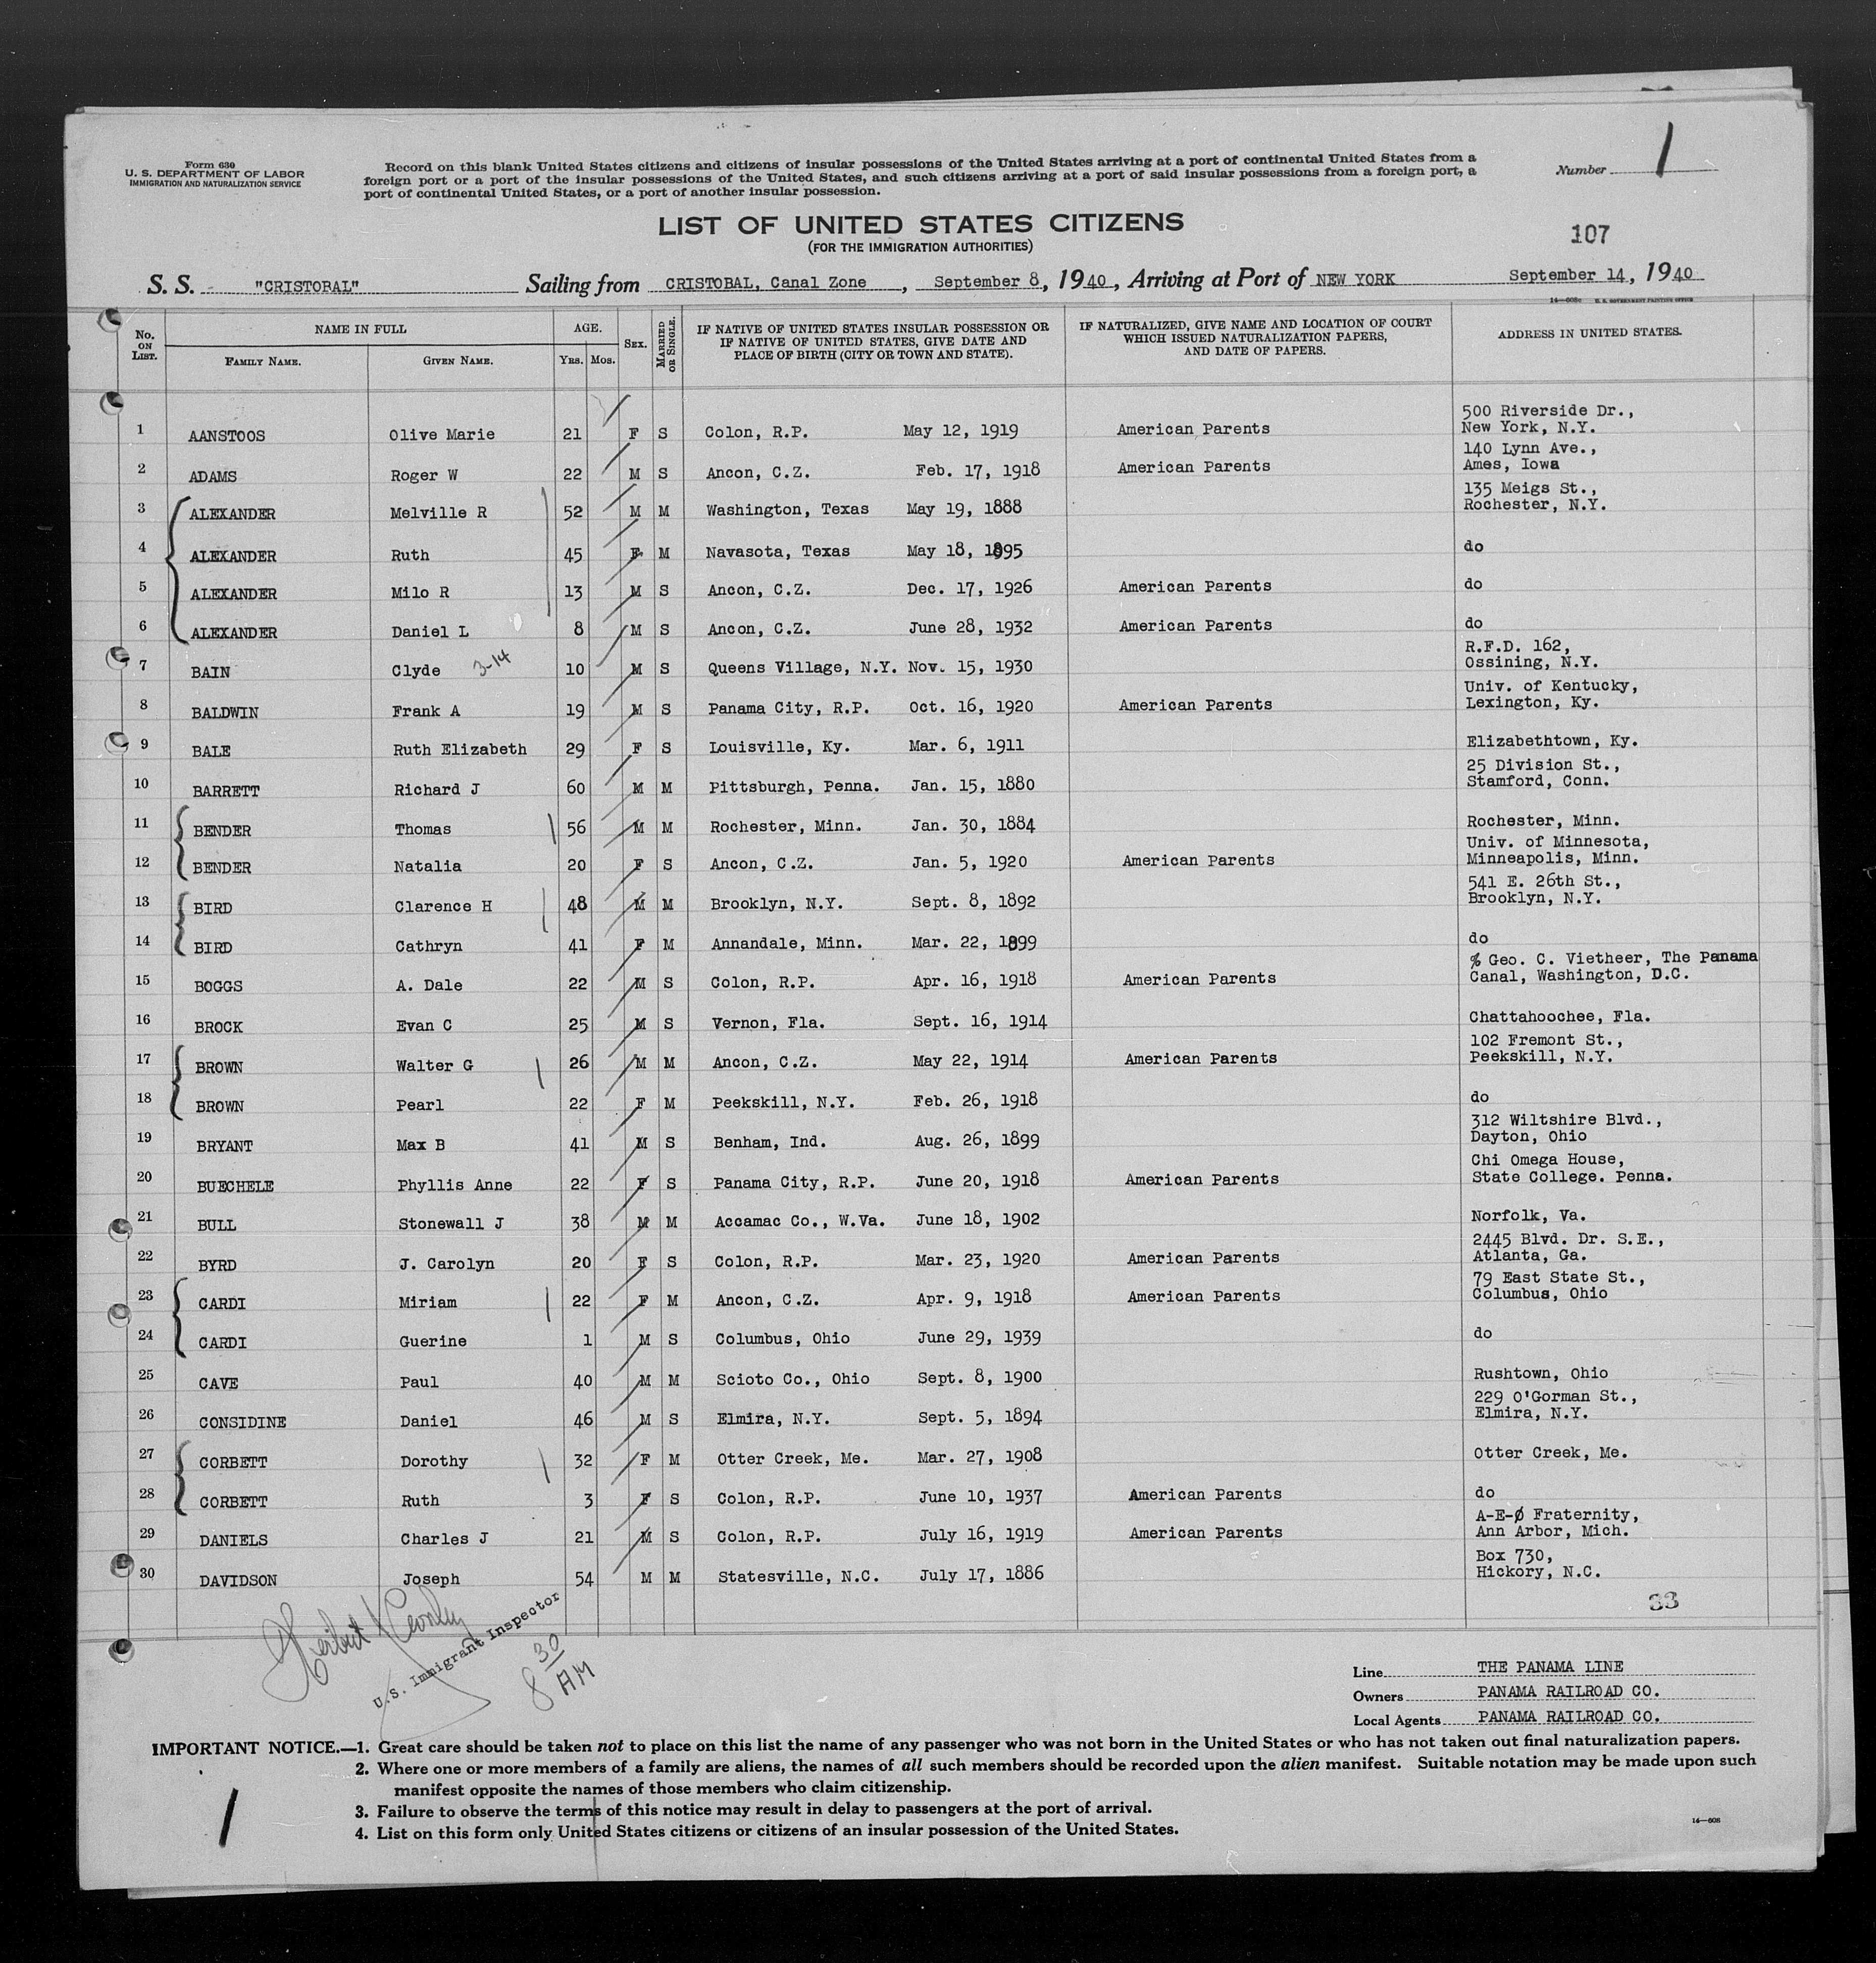 Form 630
U. S. DEPARTMENT OF LABOR
IMMIGRATION AND NATURALIZATION SERVICE
Record on this blank United States citizens and citizens of insular possessions of the United States arriving at a port of continental United States from a
foreign port or a port of the insular possessions of the United States, and such citizens arriving at a port of said insular possessions from a foreign port, a
port of continental United States, or a port of another insular possession.
Number 1
LIST OF UNITED STATES CITIZENS
(FOR THE IMMIGRATION AUTHORITIES)
107
S. S. "CRISTOBAL" Sailing from CRISTOBAL, Canal Zone, September 8, 1940, Arriving at Port of NEW YORK September 14, 1940
14—608c U. S. GOVERNMENT PRINTING OFFICE
No. ON LIST. NAME IN FULL FAMILY NAME. GIVEN NAME. AGE. YRS. MOS. SEX. MARRIED OR SINGLE. IF NATIVE OF UNITED STATES INSULAR POSSESSION OR IF NATIVE OF UNITED STATES, GIVE DATE AND PLACE OF BIRTH (CITY OR TOWN AND STATE). IF NATURALIZED, GIVE NAME AND LOCATION OF COURT WHICH ISSUED NATURALIZATION PAPERS, AND DATE OF PAPERS. ADDRESS IN UNITED STATES.
1 AANSTOOS Olive Marie 21 F S Colon, R.P. May 12, 1919 American Parents 500 Riverside Dr., New York, N.Y.
2 ADAMS Roger W 22 M S Ancon, C.Z. Feb. 17, 1918 American Parents 140 Lynn Ave., Ames, Iowa
3 ALEXANDER Melville R 52 M M Washington, Texas May 19, 1888 135 Meigs St., Rochester, N.Y.
4 ALEXANDER Ruth 45 F M Navasota, Texas May 18, 1895 do
5 ALEXANDER Milo R 13 M S Ancon, C.Z. Dec. 17, 1926 American Parents do
6 ALEXANDER Daniel L 8 M S Ancon, C.Z. June 28, 1932 American Parents do
7 BAIN Clyde 3-14 10 M S Queens Village, N.Y. Nov. 15, 1930 R.F.D. 162, Ossining, N.Y.
8 BALDWIN Frank A 19 M S Panama City, R.P. Oct. 16, 1920 American Parents Univ. of Kentucky, Lexington, Ky.
9 BALE Ruth Elizabeth 29 F S Louisville, Ky. Mar. 6, 1911 Elizabethtown, Ky.
10 BARRETT Richard J 60 M M Pittsburgh, Penna. Jan. 15, 1880 25 Division St., Stamford, Conn.
11 BENDER Thomas 56 M M Rochester, Minn. Jan. 30, 1884 Rochester, Minn.
12 BENDER Natalia 20 F S Ancon, C.Z. Jan. 5, 1920 American Parents Univ. of Minnesota, Minneapolis, Minn.
13 BIRD Clarence H 48 M M Brooklyn, N.Y. Sept. 8, 1892 541 E. 26th St., Brooklyn, N.Y.
14 BIRD Cathryn 41 F M Annandale, Minn. Mar. 22, 1899 do
15 BOGGS A. Dale 22 M S Colon, R.P. Apr. 16, 1918 American Parents % Geo. C. Vietheer, The Panama Canal, Washington, D.C.
16 BROCK Evan C 25 M S Vernon, Fla. Sept. 16, 1914 Chattahoochee, Fla.
17 BROWN Walter G 26 M M Ancon, C.Z. May 22, 1914 American Parents 102 Fremont St., Peekskill, N.Y.
18 BROWN Pearl 22 F M Peekskill, N.Y. Feb. 26, 1918 do
19 BRYANT Max B 41 M S Benham, Ind. Aug. 26, 1899 312 Wiltshire Blvd., Dayton, Ohio
20 BUECHELE Phyllis Anne 22 F S Panama City, R.P. June 20, 1918 American Parents Chi Omega House, State College. Penna.
21 BULL Stonewall J 38 M M Accamac Co., W.Va. June 18, 1902 Norfolk, Va.
22 BYRD J. Carolyn 20 F S Colon, R.P. Mar. 23, 1920 American Parents 2445 Blvd. Dr. S.E., Atlanta, Ga.
23 CARDI Miriam 22 F M Ancon, C.Z. Apr. 9, 1918 American Parents 79 East State St., Columbus, Ohio
24 CARDI Guerine 1 M S Columbus, Ohio June 29, 1939 do
25 CAVE Paul 40 M M Scioto Co., Ohio Sept. 8, 1900 Rushtown, Ohio
26 CONSIDINE Daniel 46 M S Elmira, N.Y. Sept. 5, 1894 229 O'Gorman St., Elmira, N.Y.
27 CORBETT Dorothy 32 F M Otter Creek, Me. Mar. 27, 1908 Otter Creek, Me.
28 CORBETT Ruth 3 F S Colon, R.P. June 10, 1937 American Parents do
29 DANIELS Charles J 21 M S Colon, R.P. July 16, 1919 American Parents A-E-Ø Fraternity, Ann Arbor, Mich.
30 DAVIDSON Joseph 54 M M Statesville, N.C. July 17, 1886 Box 730, Hickory, N.C.
33
U.S. Immigrant Inspector
8 30 AM
Line THE PANAMA LINE
Owners PANAMA RAILROAD CO.
Local Agents PANAMA RAILROAD CO.
IMPORTANT NOTICE.—1. Great care should be taken not to place on this list the name of any passenger who was not born in the United States or who has not taken out final naturalization papers.
2. Where one or more members of a family are aliens, the names of all such members should be recorded upon the alien manifest. Suitable notation may be made upon such
manifest opposite the names of those members who claim citizenship.
3. Failure to observe the terms of this notice may result in delay to passengers at the port of arrival.
4. List on this form only United States citizens or citizens of an insular possession of the United States.
14—608
1